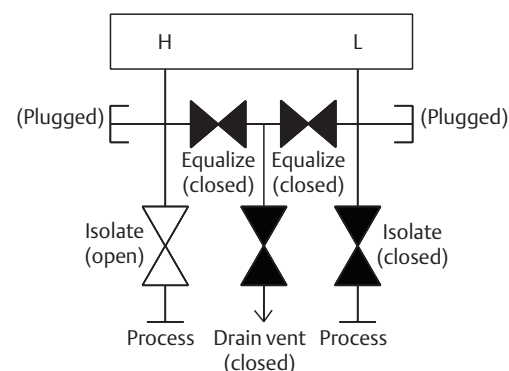 H
L
(Plugged)
(Plugged)
Equalize
(closed)
Equalize
(closed)
Isolate
(open)
Isolate
(closed)
Process
Drain vent
(closed)
Process